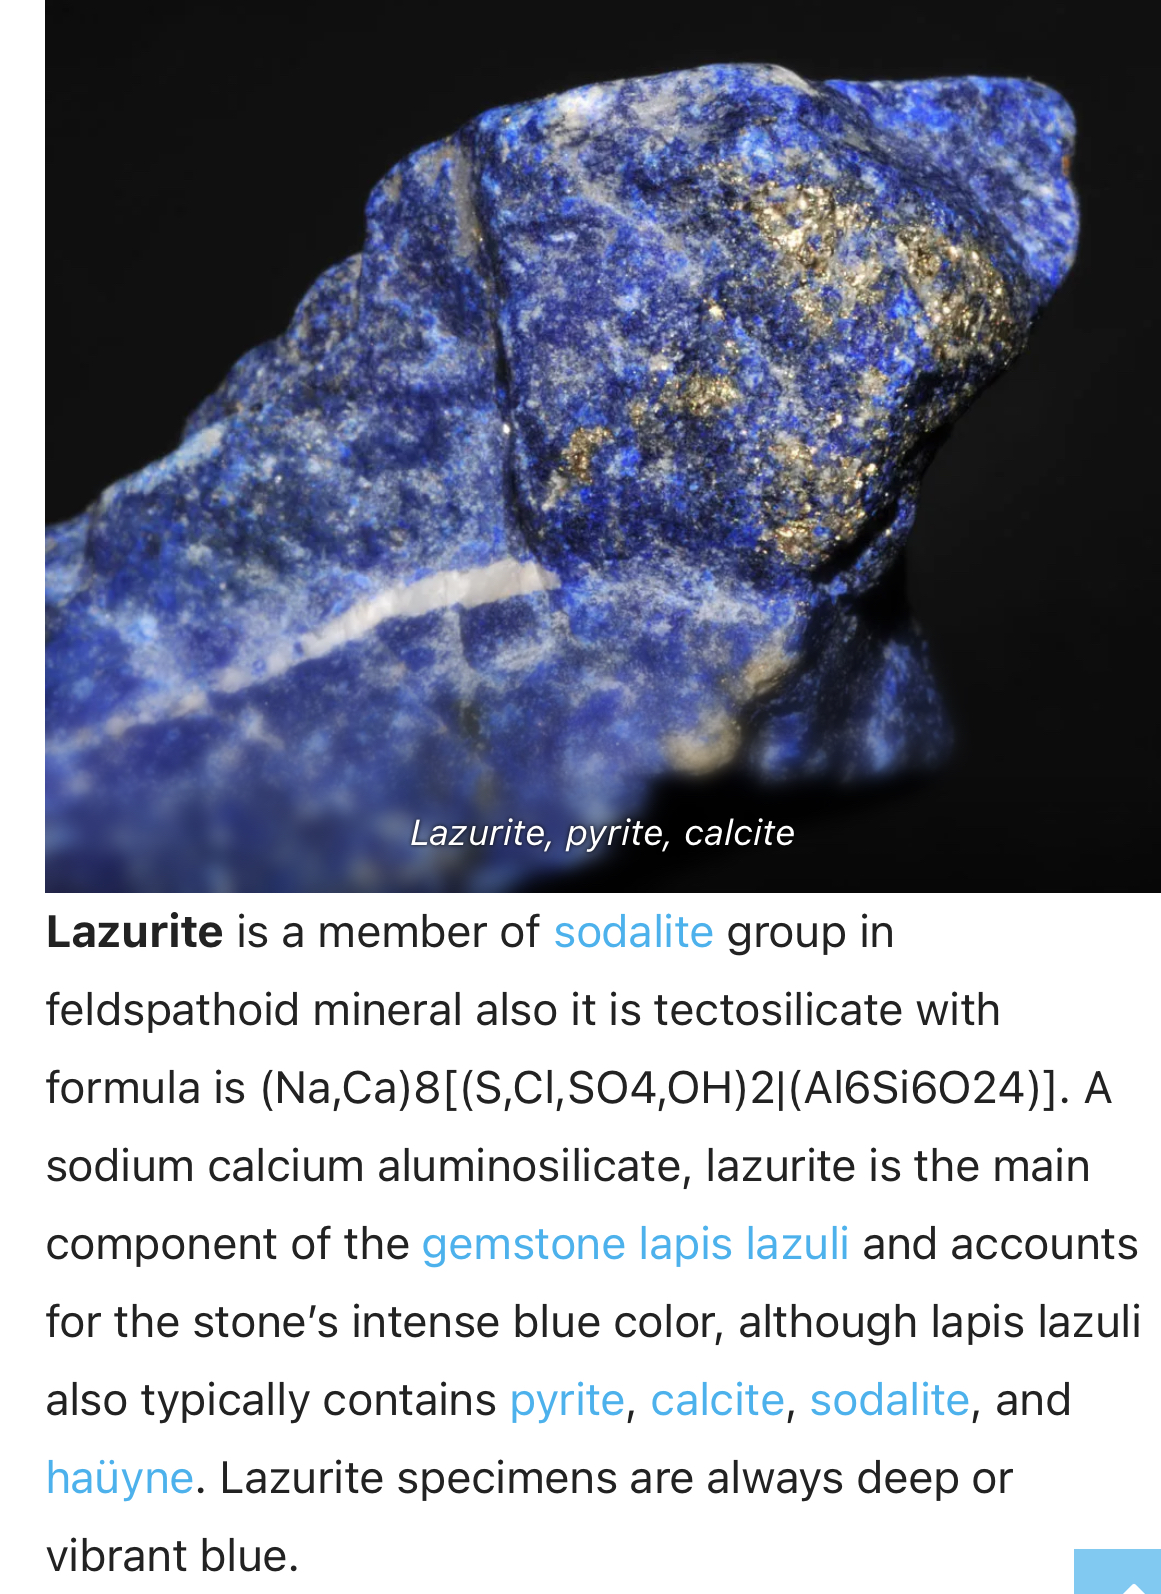 Lazurite, pyrite, calcite
Lazurite is a member of sodalite group in
feldspathoid mineral also it is tectosilicate with
formula is (Na,Ca)8[(S,Cl,SO4,OH)2|(Al6Si6O24)]. A
sodium calcium aluminosilicate, lazurite is the main
component of the gemstone lapis lazuli and accounts
for the stone’s intense blue color, although lapis lazuli
also typically contains pyrite, calcite, sodalite, and
haüyne. Lazurite specimens are always deep or
vibrant blue.